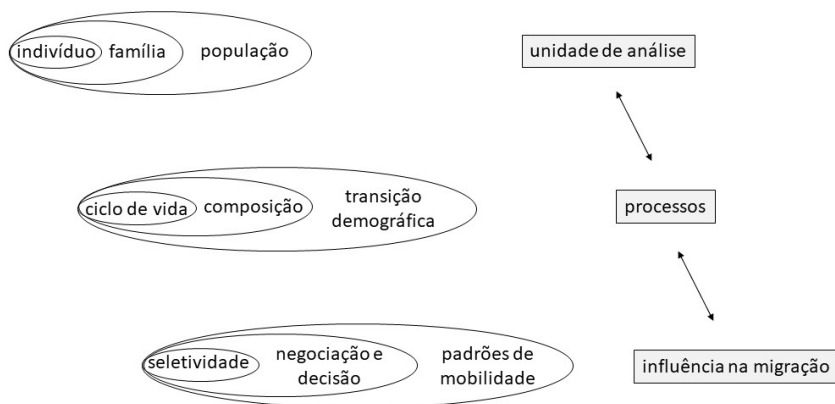 indivíduo família população unidade de análise
ciclo de vida composição transição demográfica processos
seletividade negociação e decisão padrões de mobilidade influência na migração